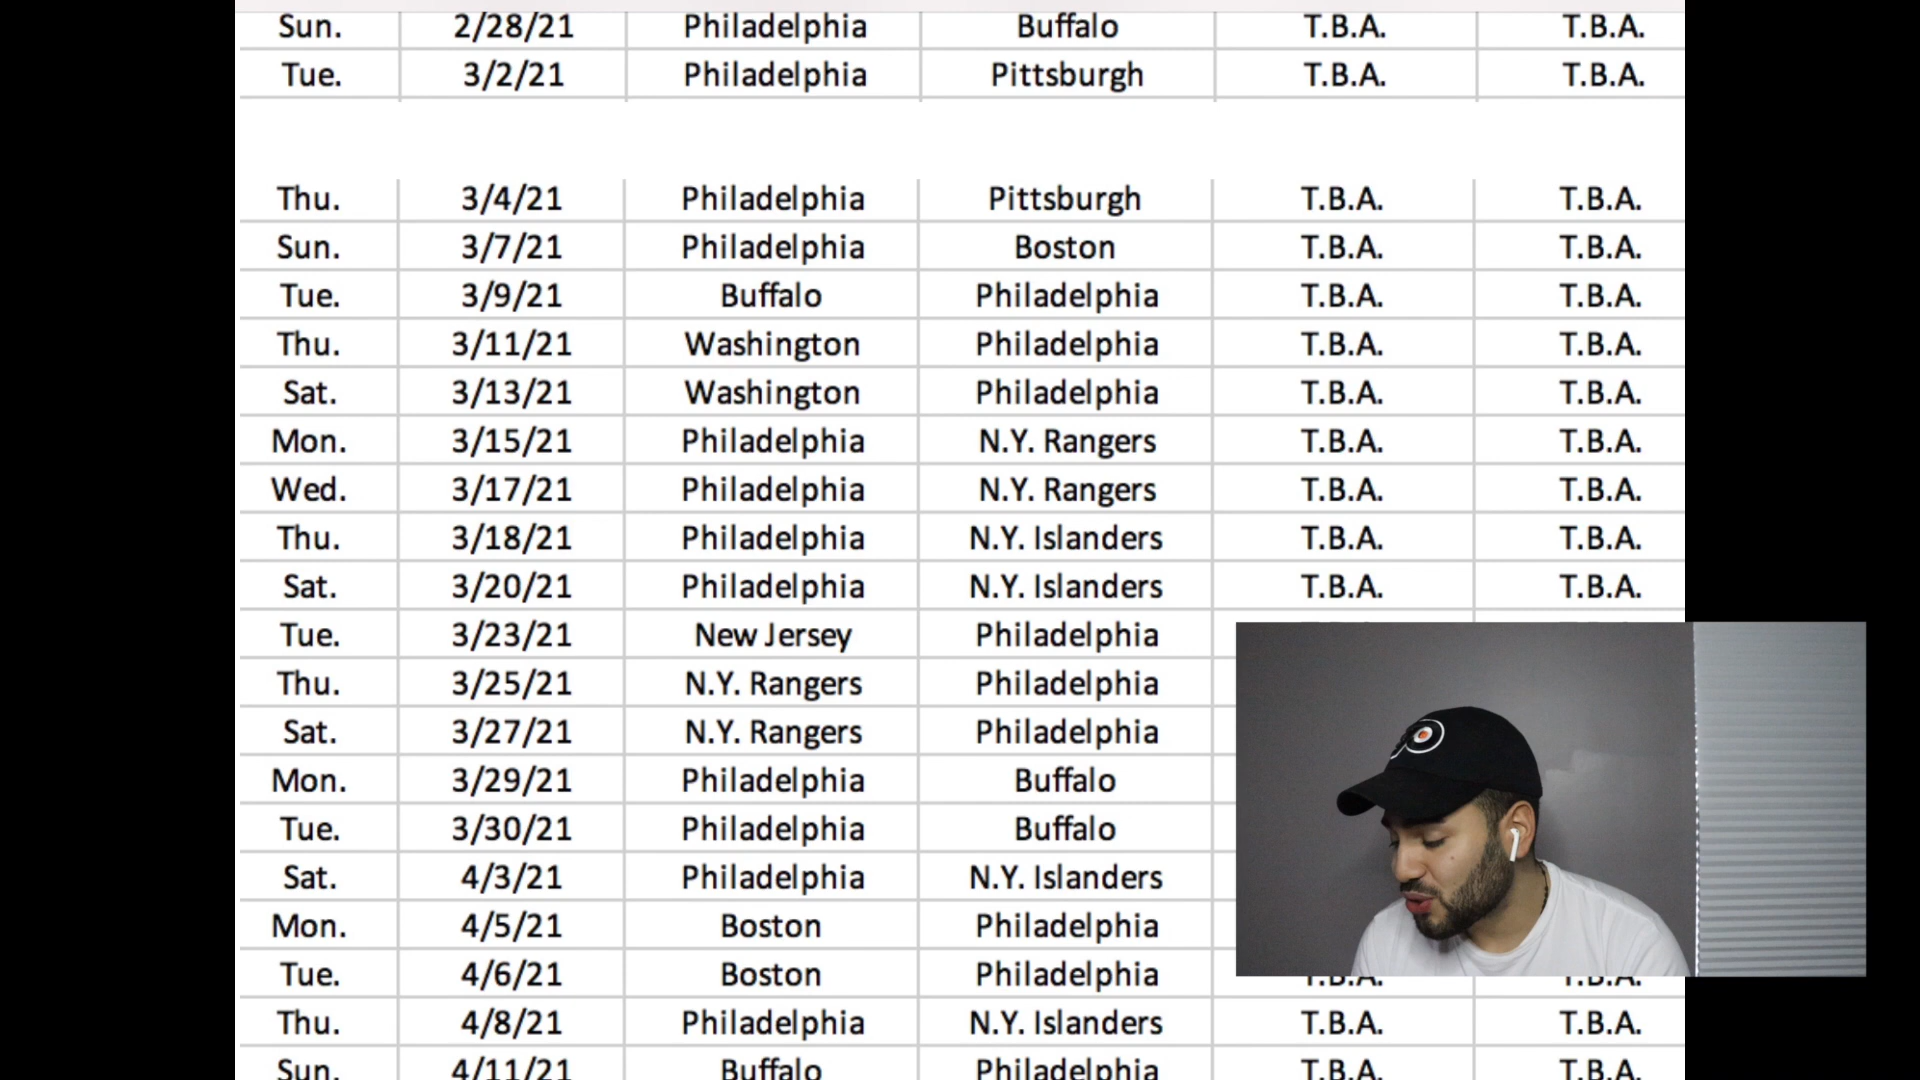 Sun. 2/28/21 Philadelphia Buffalo T.B.A. T.B.A.
Tue. 3/2/21 Philadelphia Pittsburgh T.B.A. T.B.A.
Thu. 3/4/21 Philadelphia Pittsburgh T.B.A. T.B.A.
Sun. 3/7/21 Philadelphia Boston T.B.A. T.B.A.
Tue. 3/9/21 Buffalo Philadelphia T.B.A. T.B.A.
Thu. 3/11/21 Washington Philadelphia T.B.A. T.B.A.
Sat. 3/13/21 Washington Philadelphia T.B.A. T.B.A.
Mon. 3/15/21 Philadelphia N.Y. Rangers T.B.A. T.B.A.
Wed. 3/17/21 Philadelphia N.Y. Rangers T.B.A. T.B.A.
Thu. 3/18/21 Philadelphia N.Y. Islanders T.B.A. T.B.A.
Sat. 3/20/21 Philadelphia N.Y. Islanders T.B.A. T.B.A.
Tue. 3/23/21 New Jersey Philadelphia
Thu. 3/25/21 N.Y. Rangers Philadelphia
Sat. 3/27/21 N.Y. Rangers Philadelphia
Mon. 3/29/21 Philadelphia Buffalo
Tue. 3/30/21 Philadelphia Buffalo
Sat. 4/3/21 Philadelphia N.Y. Islanders
Mon. 4/5/21 Boston Philadelphia
Tue. 4/6/21 Boston Philadelphia T.B.A. T.B.A.
Thu. 4/8/21 Philadelphia N.Y. Islanders T.B.A. T.B.A.
Sun. 4/11/21 Buffalo Philadelphia T.B.A. T.B.A.